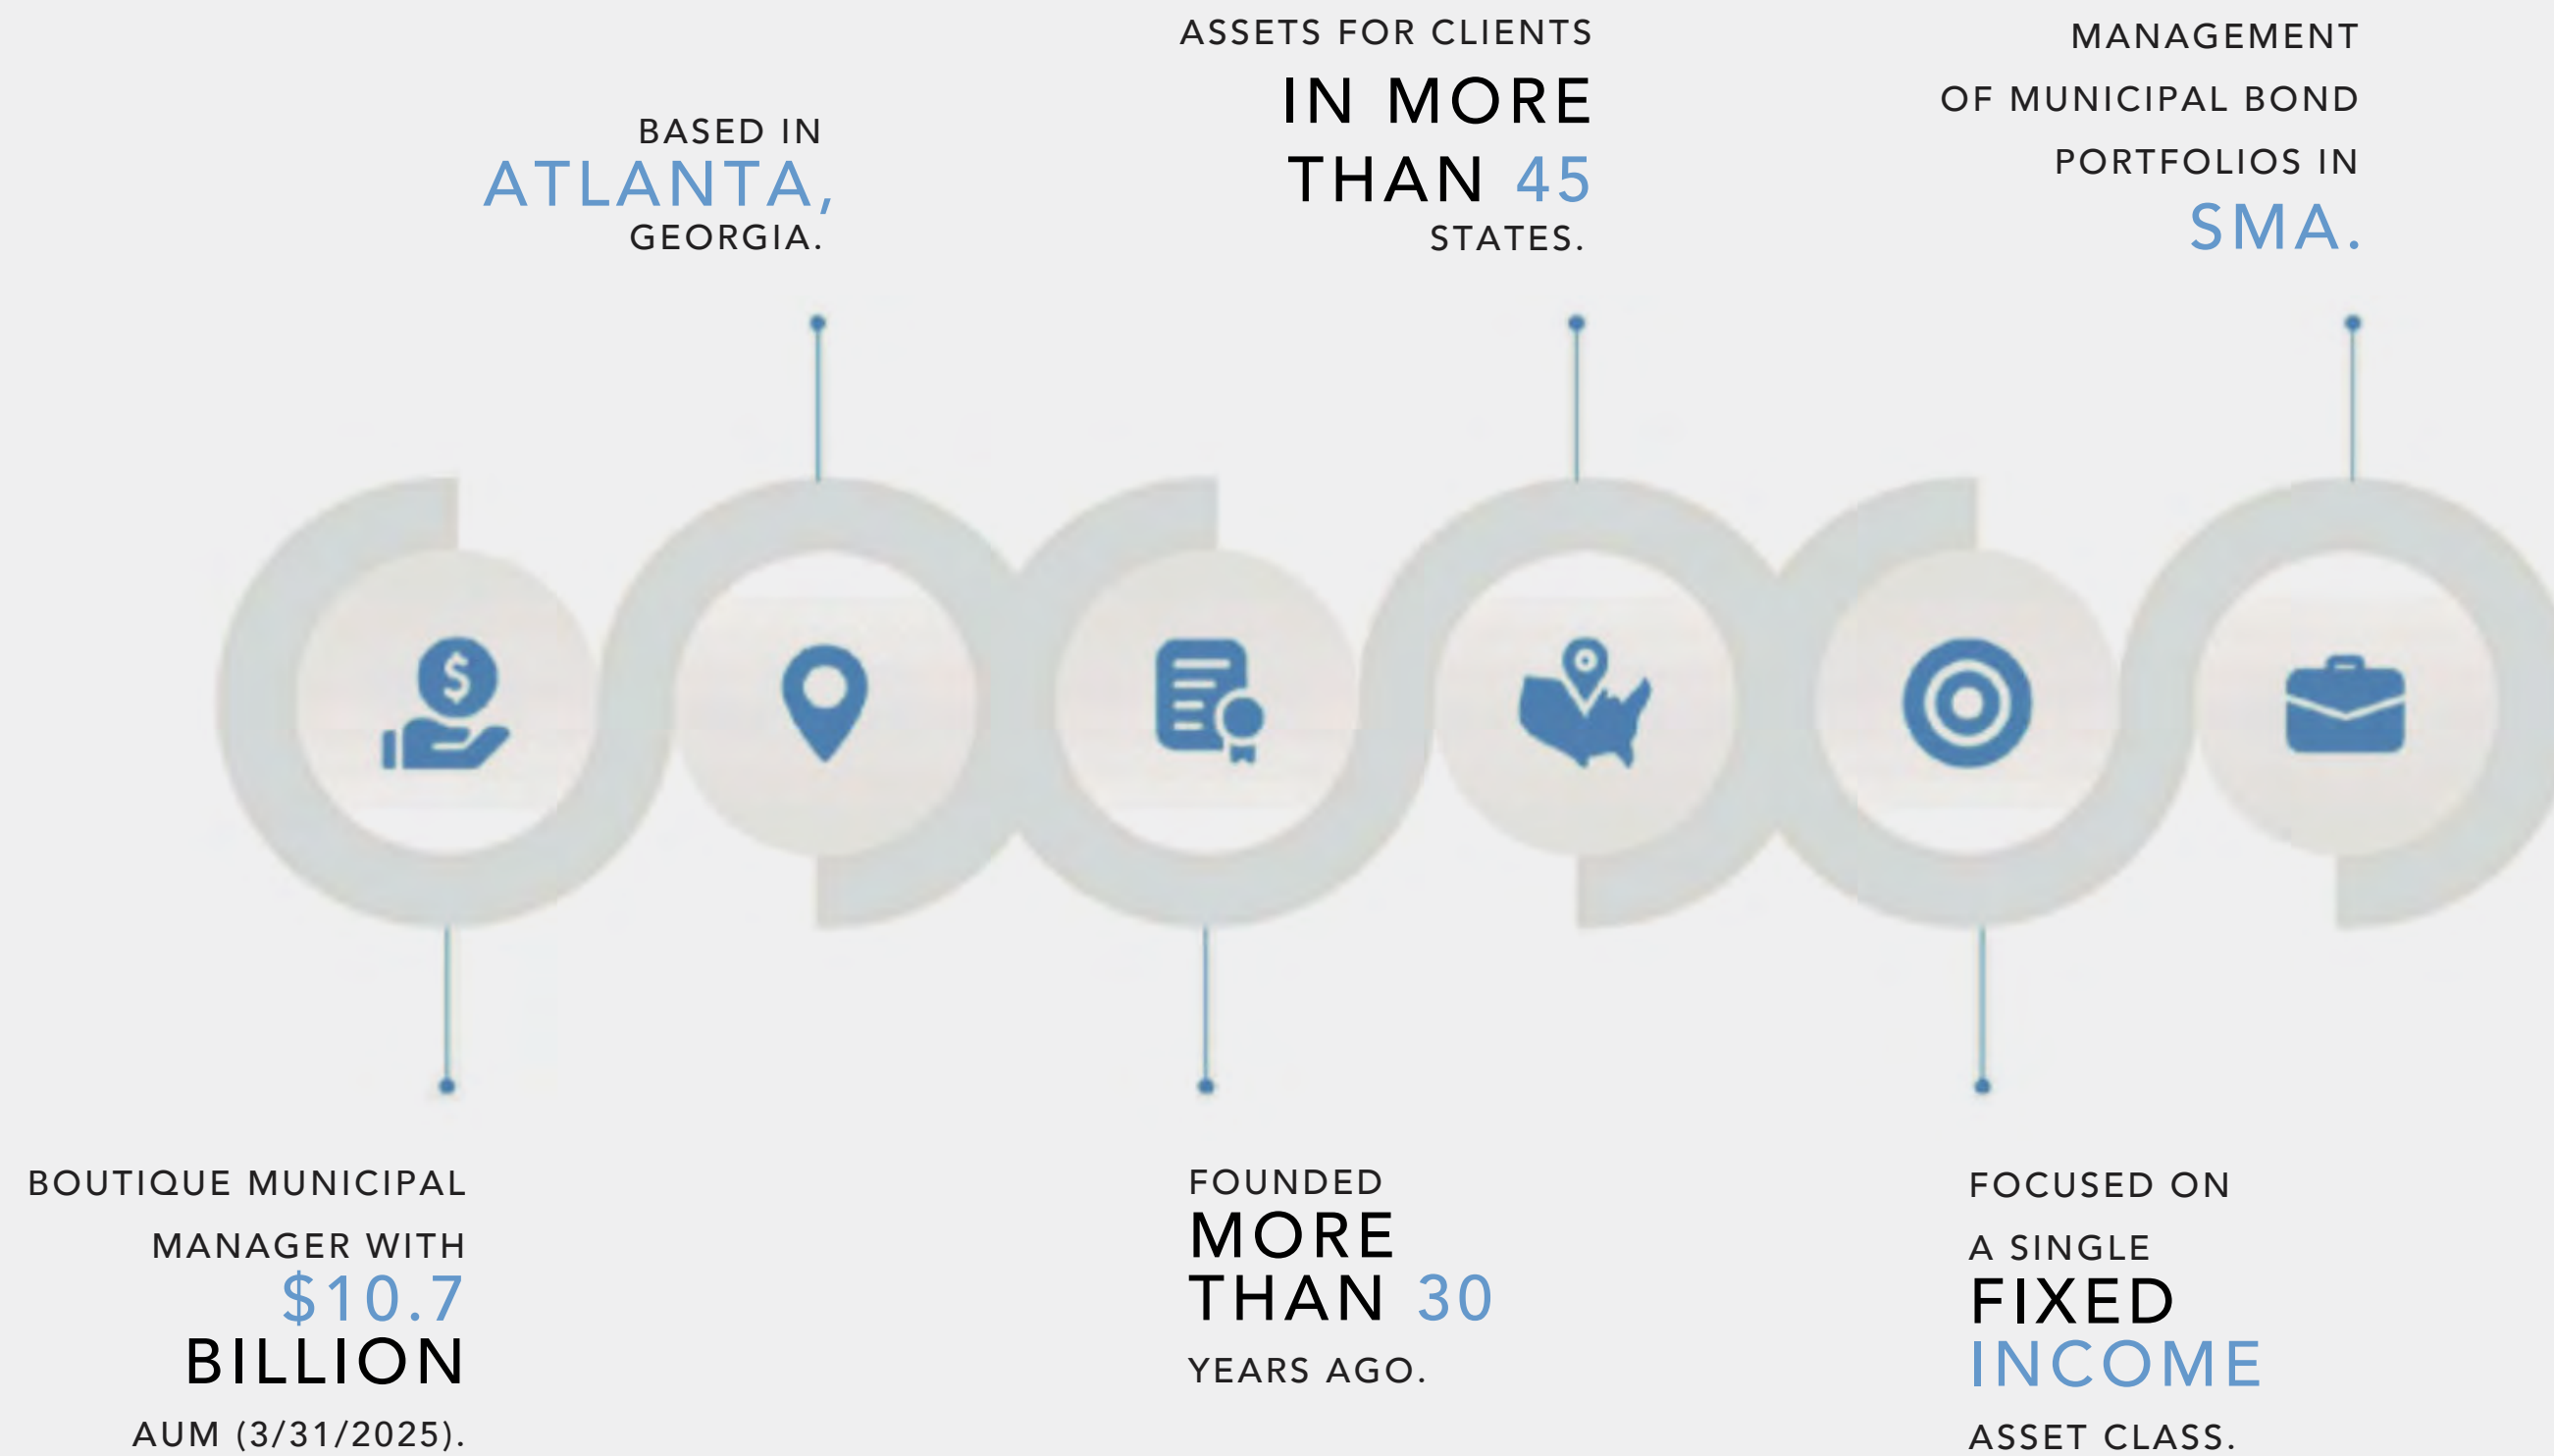 BOUTIQUE MUNICIPAL
MANAGER WITH
$10.7
BILLION
AUM (3/31/2025).
BASED IN
ATLANTA,
GEORGIA.
FOUNDED
MORE
THAN 30
YEARS AGO.
ASSETS FOR CLIENTS
IN MORE
THAN 45
STATES.
FOCUSED ON
A SINGLE
FIXED
INCOME
ASSET CLASS.
MANAGEMENT
OF MUNICIPAL BOND
PORTFOLIOS IN
SMA.